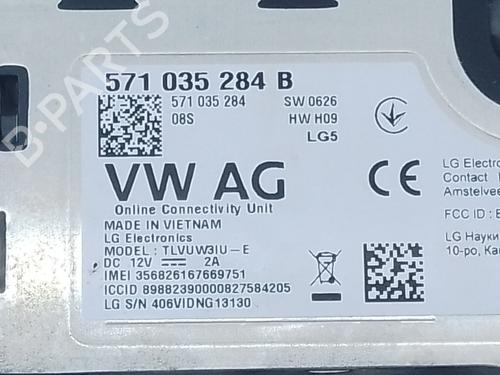 571 035 284 B
571 035 284 SW 0626
08S HW H09
LG5
VW AG
Online Connectivity Unit
MADE IN VIETNAM
LG Electronics
MODEL : TLVUW3IU-E
DC 12V 2A
IMEI 356826167669751
ICCID 89882390000827584205
LG S/N 406VIDNG13130
CE
LG Electro
Contact
Amstelvee
FCC ID :
LG Науки
10-ро,
B-PARTS